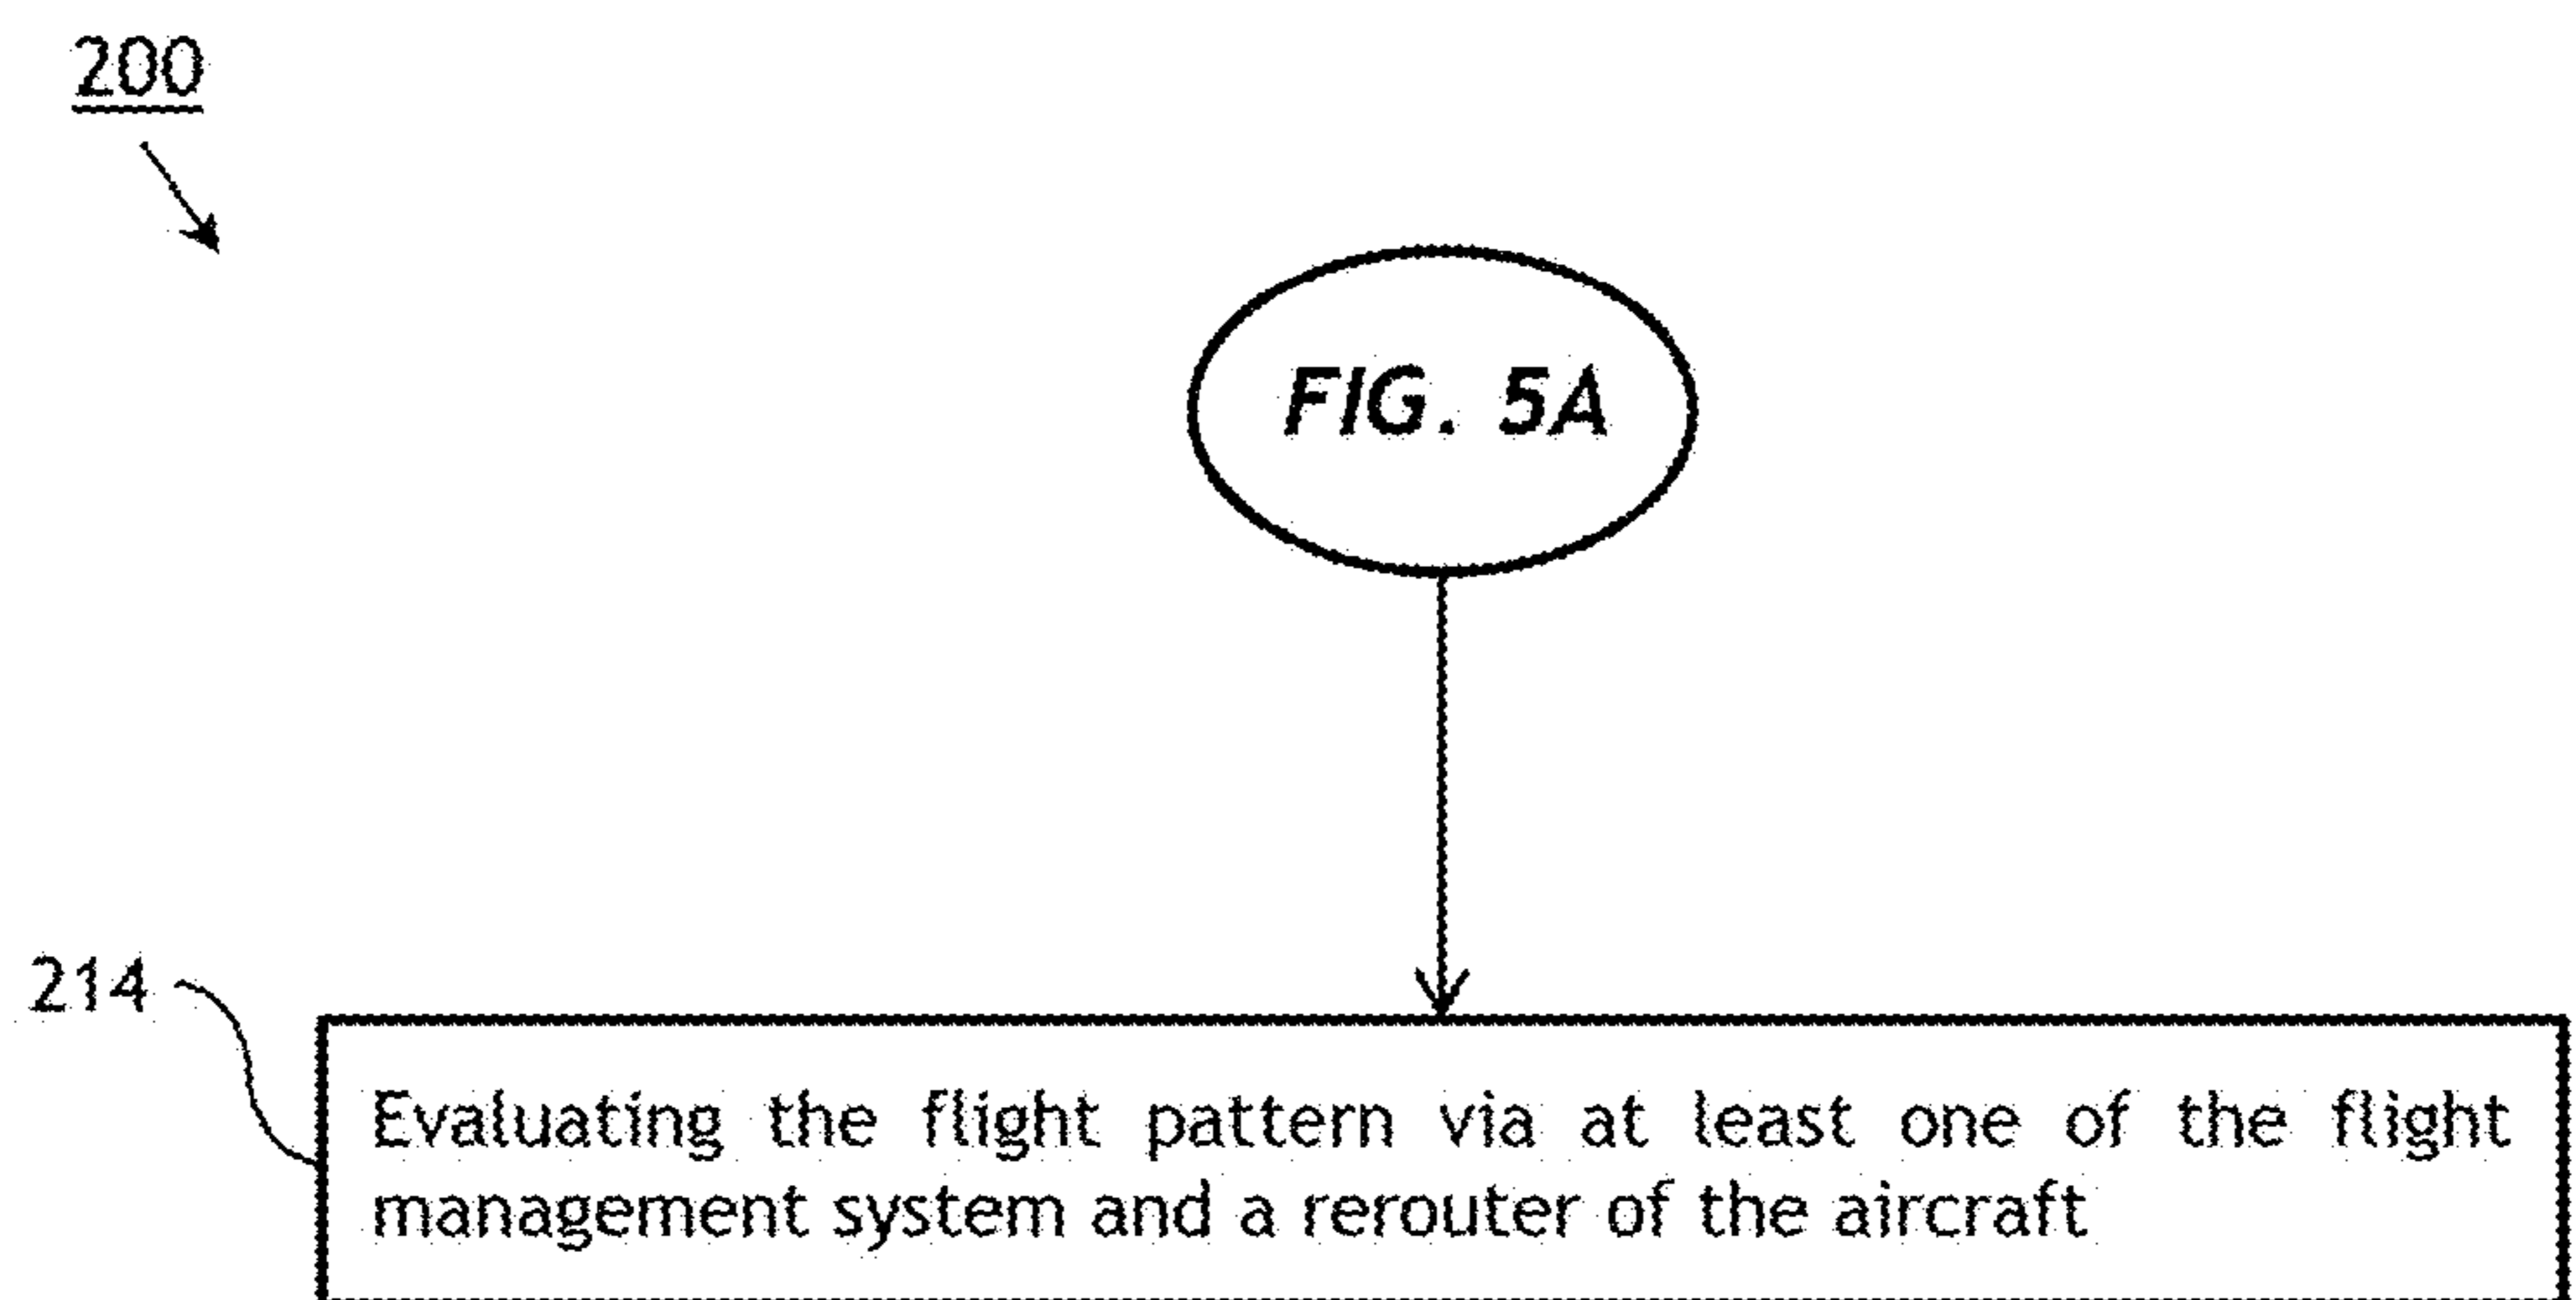 200
FIG. 5A
214
Evaluating the flight pattern via at least one of the flight
management system and a rerouter of the aircraft